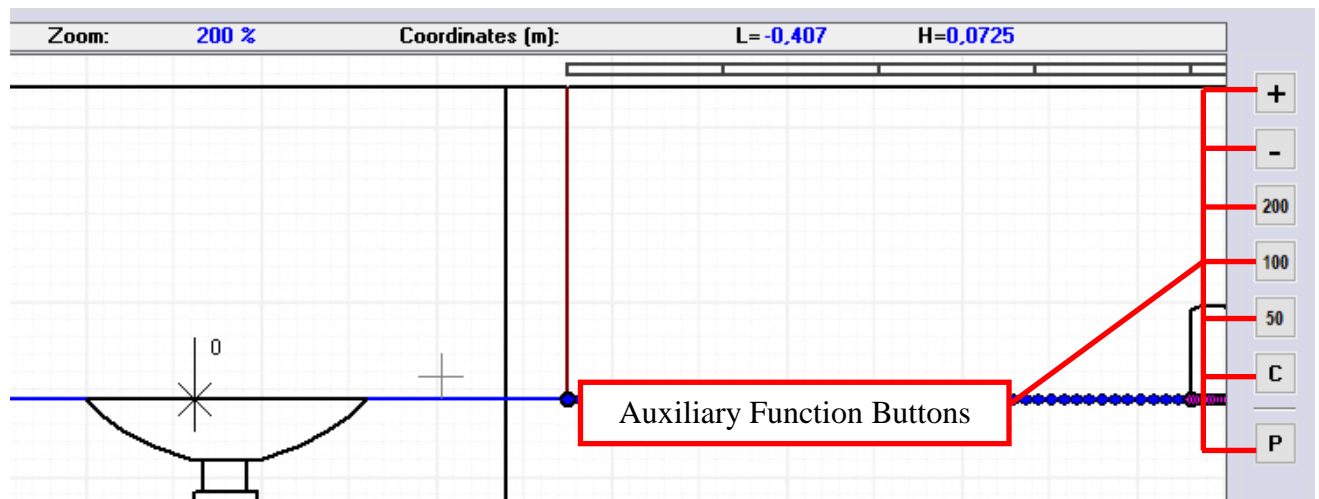 Zoom: 200 % Coordinates (m): L= -0,407 H=0,0725
+
-
200
100
50
0
C
Auxiliary Function Buttons
P